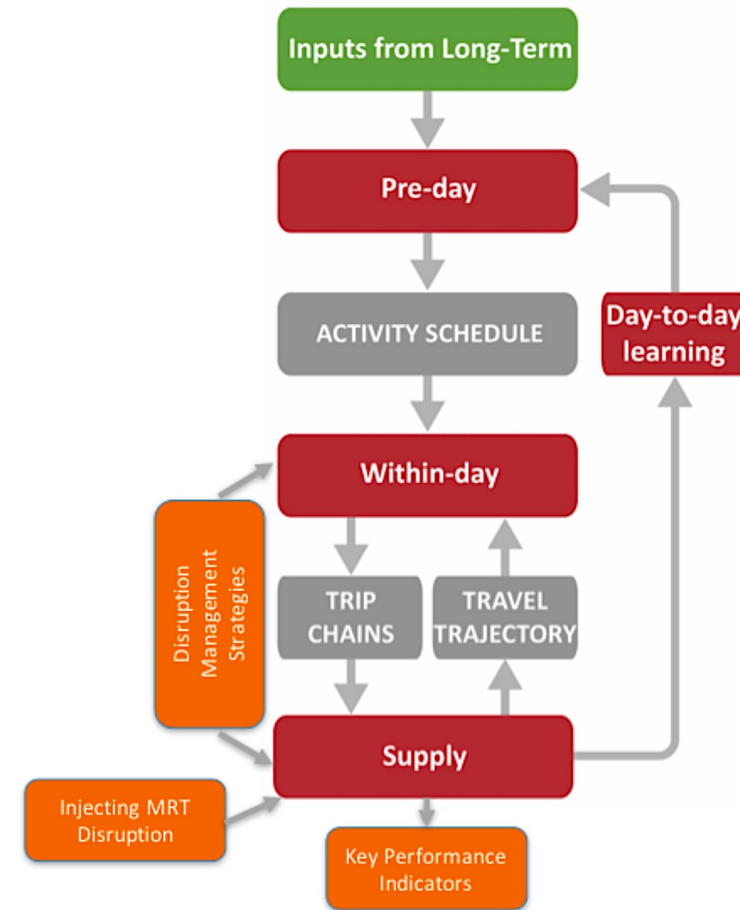 Inputs from Long-Term
Pre-day
ACTIVITY SCHEDULE
Day-to-day
learning
Within-day
Disruption
Management
Strategies
TRIP
CHAINS
TRAVEL
TRAJECTORY
Supply
Injecting MRT
Disruption
Key Performance
Indicators